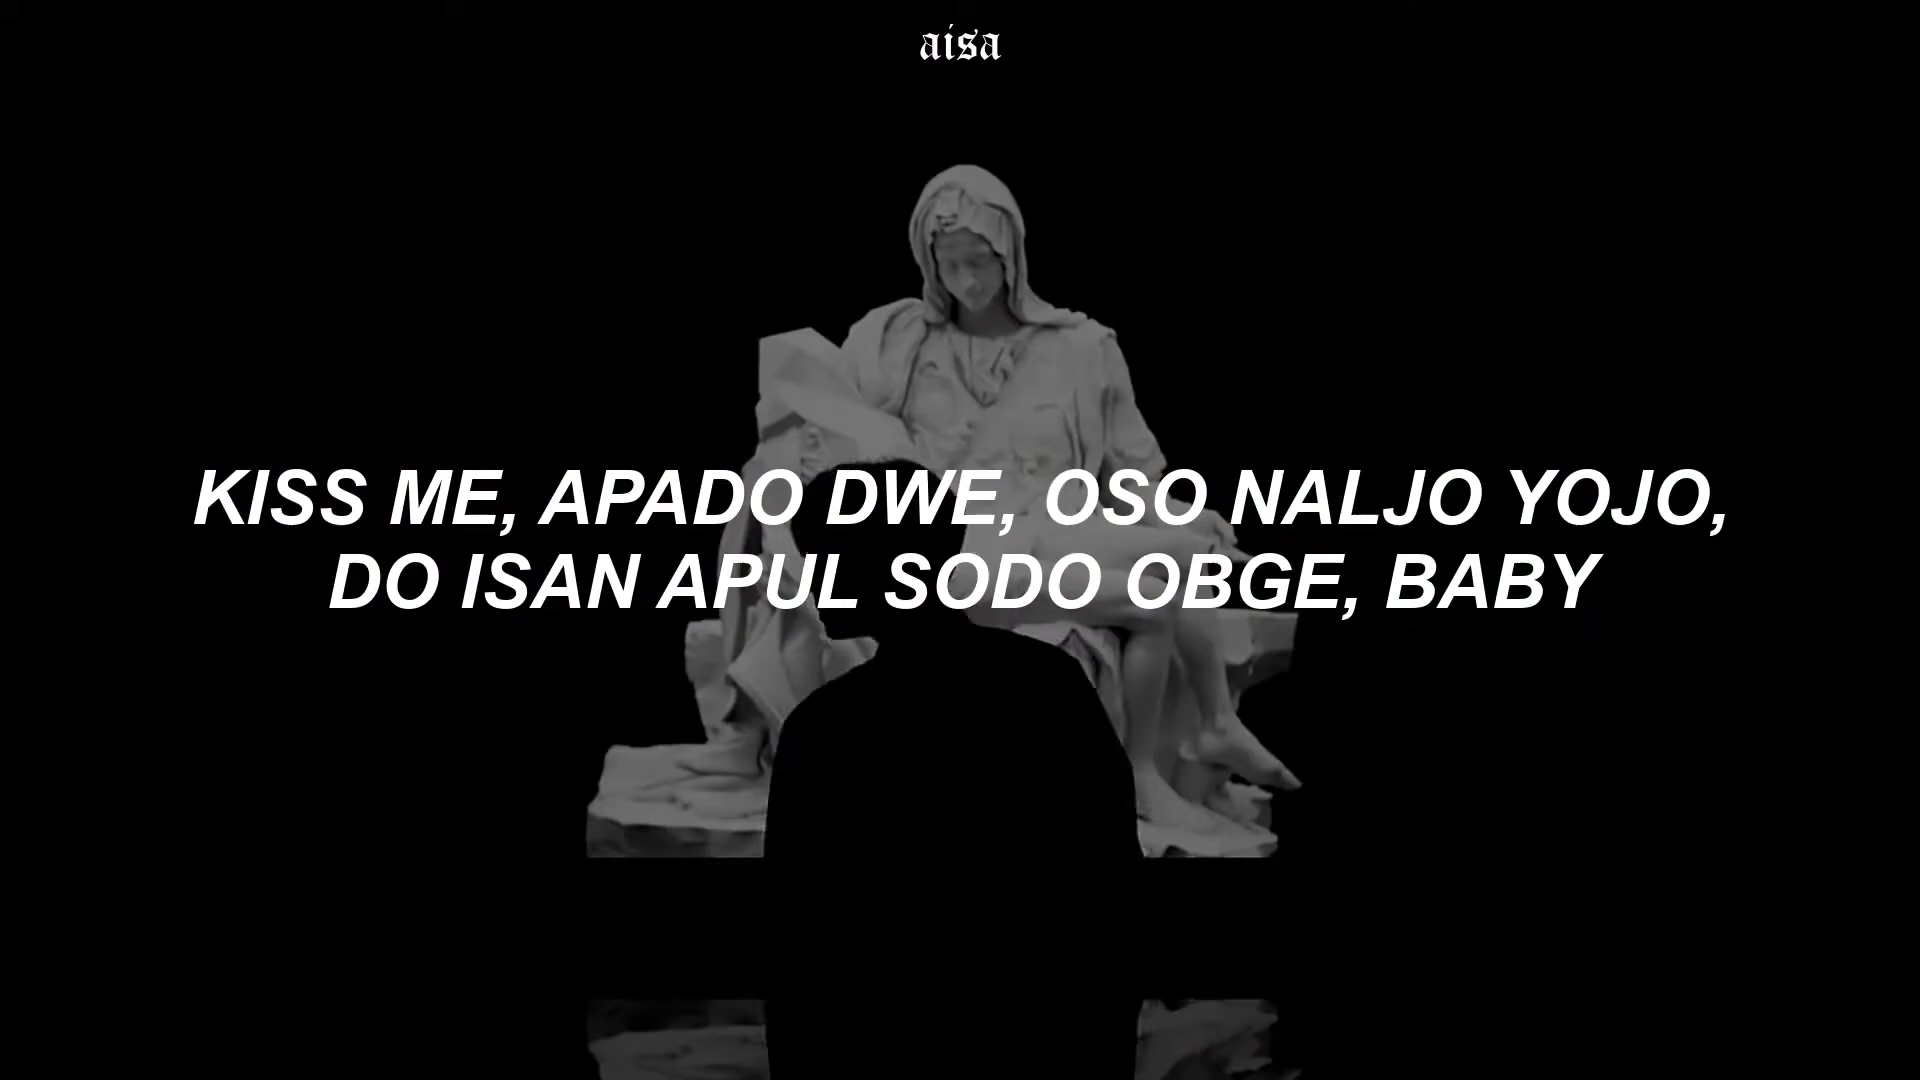 aisa
KISS ME, APADO DWE, OSO NALJO YOJO,
DO ISAN APUL SODO OBGE, BABY